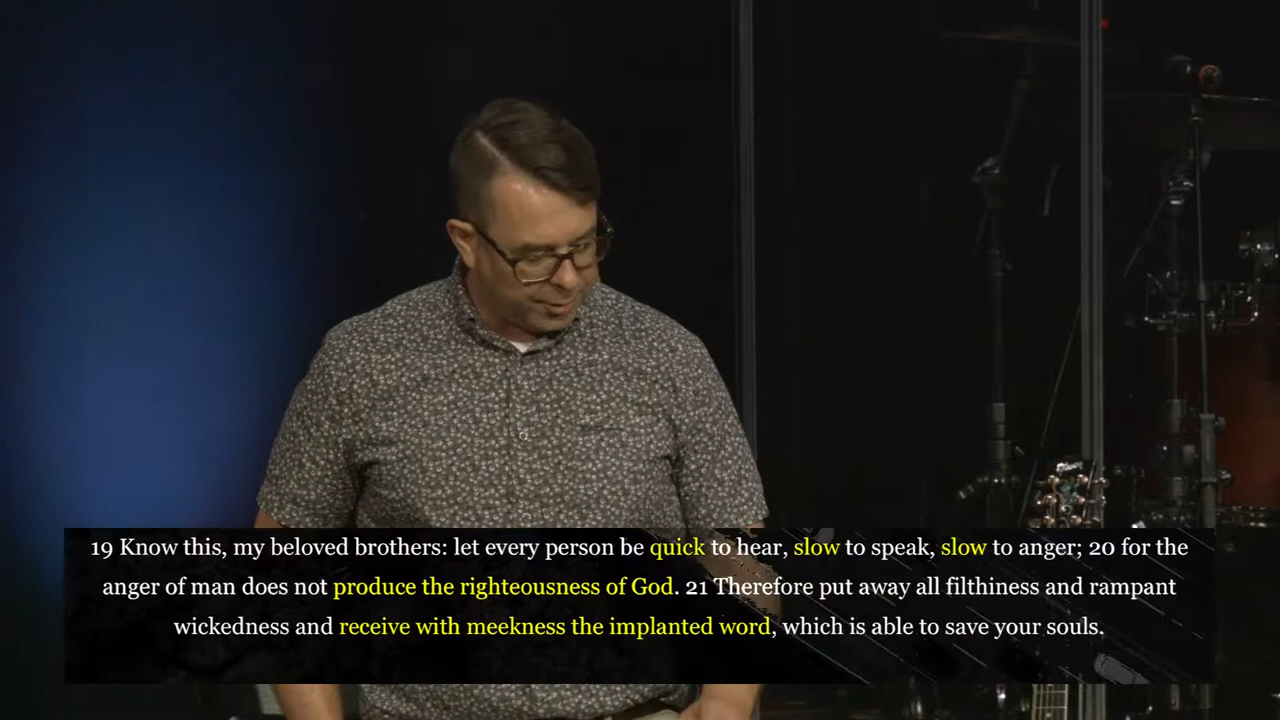 19 Know this, my beloved brothers: let every person be quick to hear, slow to speak, slow to anger; 20 for the
anger of man does not produce the righteousness of God. 21 Therefore put away all filthiness and rampant
wickedness and receive with meekness the implanted word, which is able to save your souls.